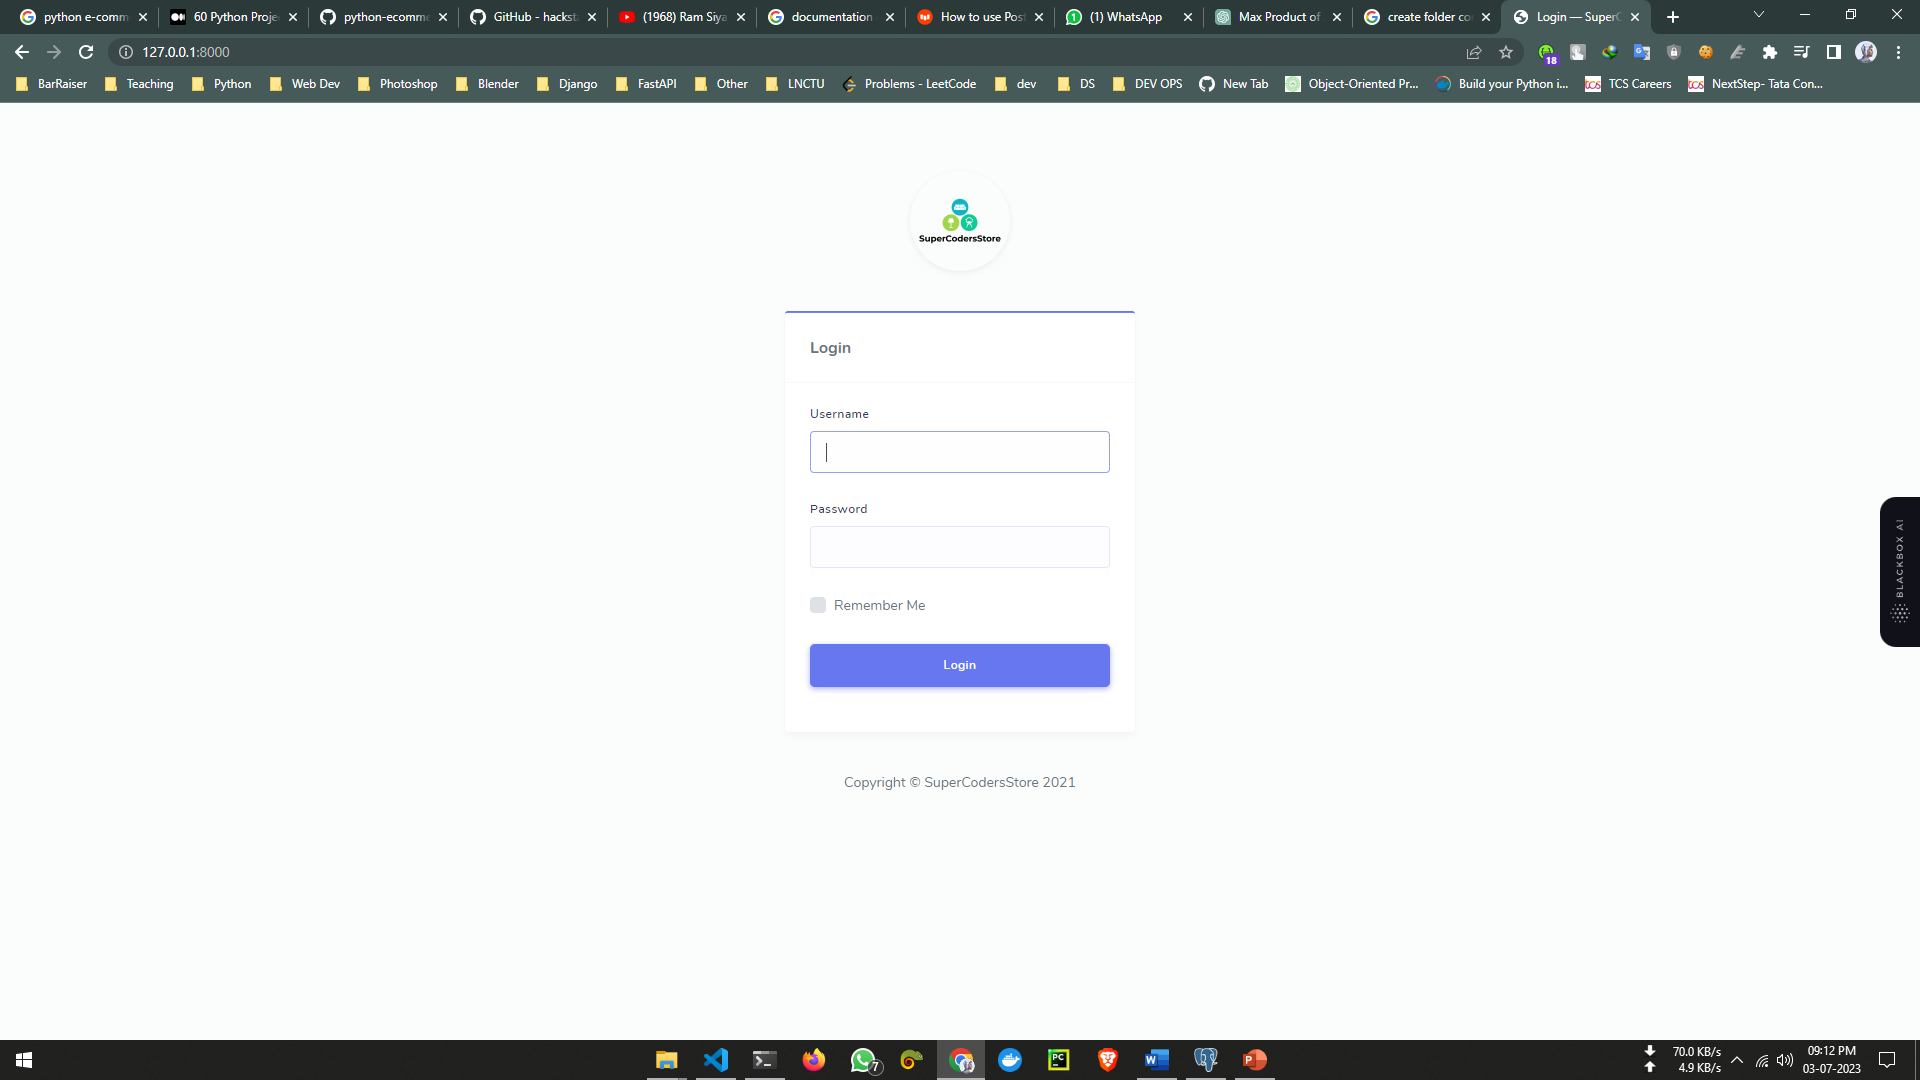 python e-comm
60 Python Proje
python-ecomme
GitHub - hacksta
(1968) Ram Siya
documentation
How to use Post
(1) WhatsApp
Max Product of
create folder co
Login — SuperC
127.0.0.1:8000
18
BarRaiser
Teaching
Python
Web Dev
Photoshop
Blender
Django
FastAPI
Other
LNCTU
Problems - LeetCode
dev
DS
DEV OPS
New Tab
Object-Oriented Pr...
Build your Python i...
TCS Careers
NextStep- Tata Con...
SuperCodersStore
Login
Username
Password
Remember Me
Login
Copyright © SuperCodersStore 2021
BLACKBOX AI
7
70.0 KB/s
4.9 KB/s
09:12 PM
03-07-2023